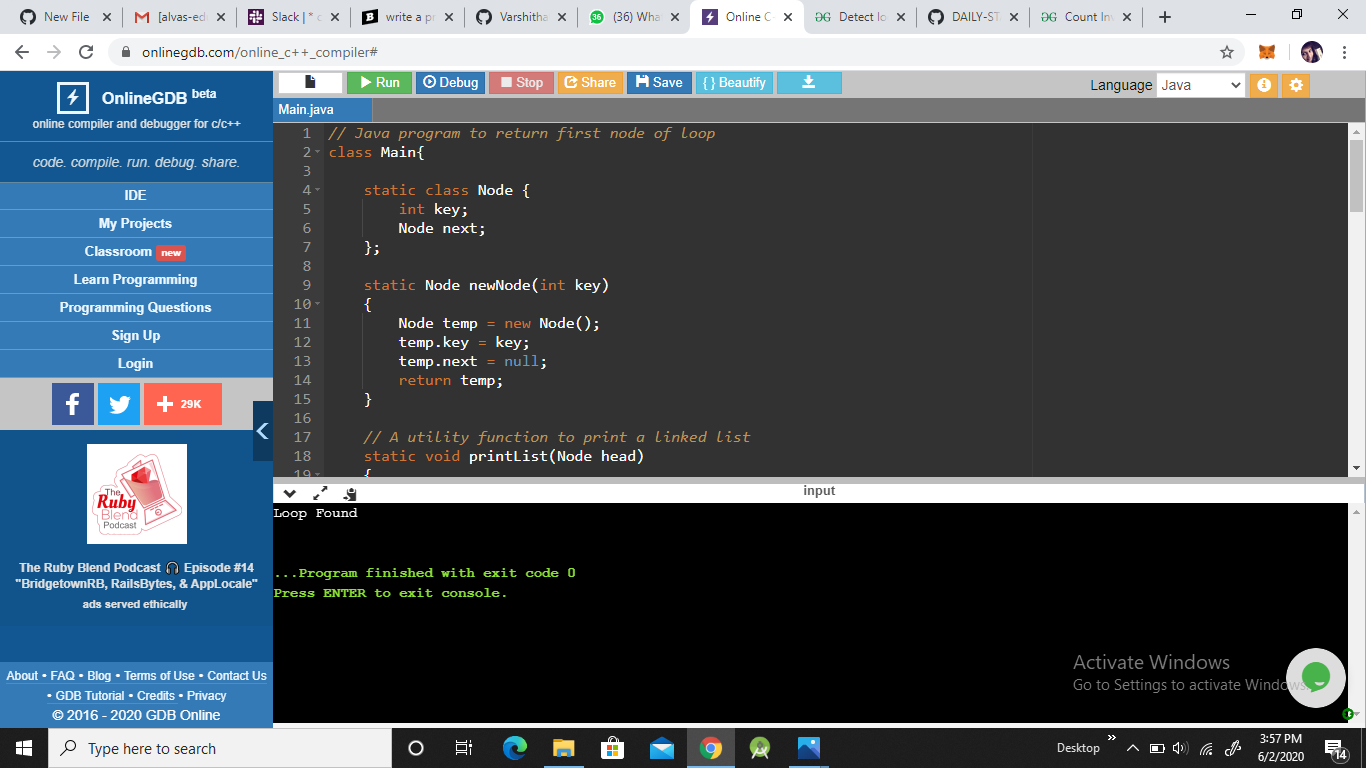 New File
[alvas-ed
Slack | * c
write a pr
Varshitha
(36) Wha
Online C
Detect lo
DAILY-ST
Count Inv
onlinegdb.com/online_c++_compiler#
OnlineGDB beta
online compiler and debugger for c/c++
code. compile. run. debug. share.
IDE
My Projects
Classroom new
Learn Programming
Programming Questions
Sign Up
Login
29K
The
Ruby
Blend
Podcast
The Ruby Blend Podcast 🎧 Episode #14
"BridgetownRB, RailsBytes, & AppLocale"
ads served ethically
About • FAQ • Blog • Terms of Use • Contact Us
• GDB Tutorial • Credits • Privacy
© 2016 - 2020 GDB Online
Run Debug Stop Share Save { } Beautify
Language Java
Main.java
1 // Java program to return first node of loop
2 class Main{
3
4 static class Node {
5 int key;
6 Node next;
7 };
8
9 static Node newNode(int key)
10 {
11 Node temp = new Node();
12 temp.key = key;
13 temp.next = null;
14 return temp;
15 }
16
17 // A utility function to print a linked list
18 static void printList(Node head)
19 {
input
Loop Found
...Program finished with exit code 0
Press ENTER to exit console.
Activate Windows
Go to Settings to activate Windows.
Type here to search
Desktop
3:57 PM
6/2/2020
14